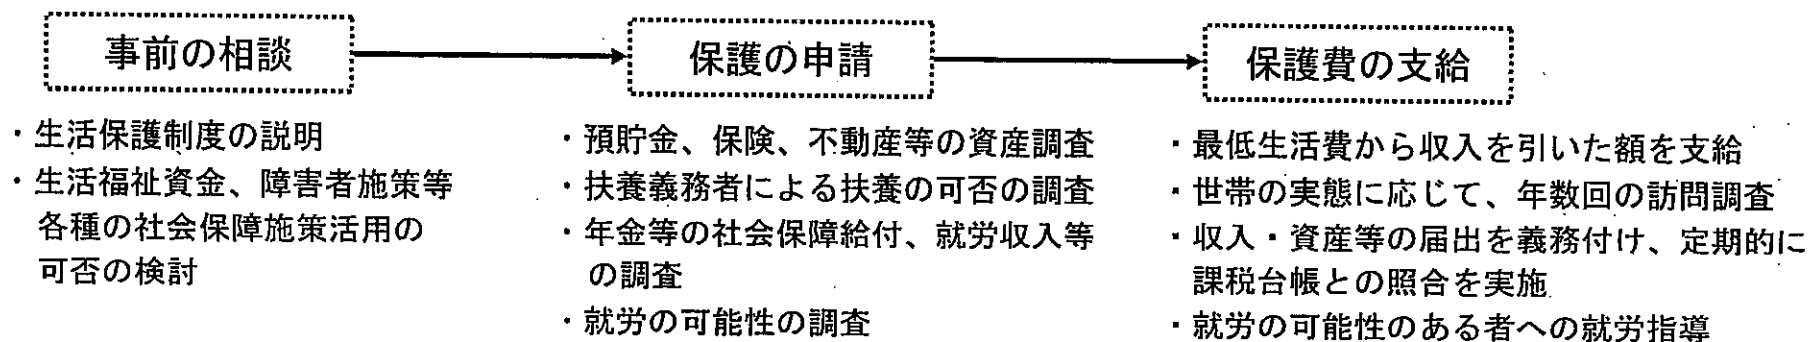 事前の相談
・生活保護制度の説明
・生活福祉資金、障害者施策等
各種の社会保障施策活用の
可否の検討
保護の申請
・預貯金、保険、不動産等の資産調査
・扶養義務者による扶養の可否の調査
・年金等の社会保障給付、就労収入等
の調査
・就労の可能性の調査
保護費の支給
・最低生活費から収入を引いた額を支給
・世帯の実態に応じて、年数回の訪問調査
・収入・資産等の届出を義務付け、定期的に
課税台帳との照合を実施
・就労の可能性のある者への就労指導